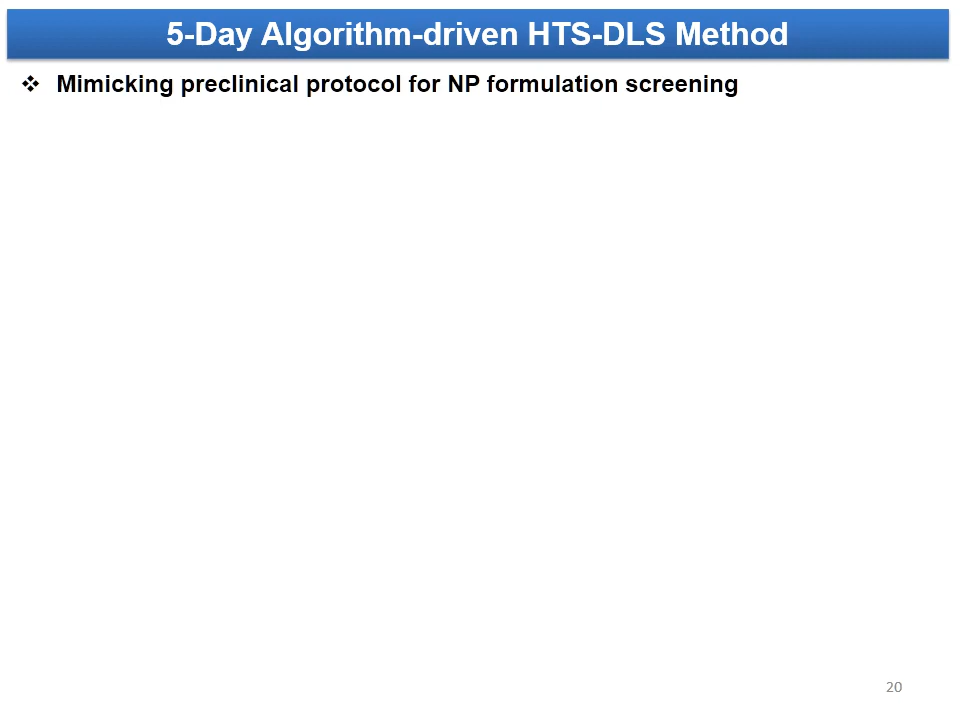 5-Day Algorithm-driven HTS-DLS Method
❖ Mimicking preclinical protocol for NP formulation screening
20